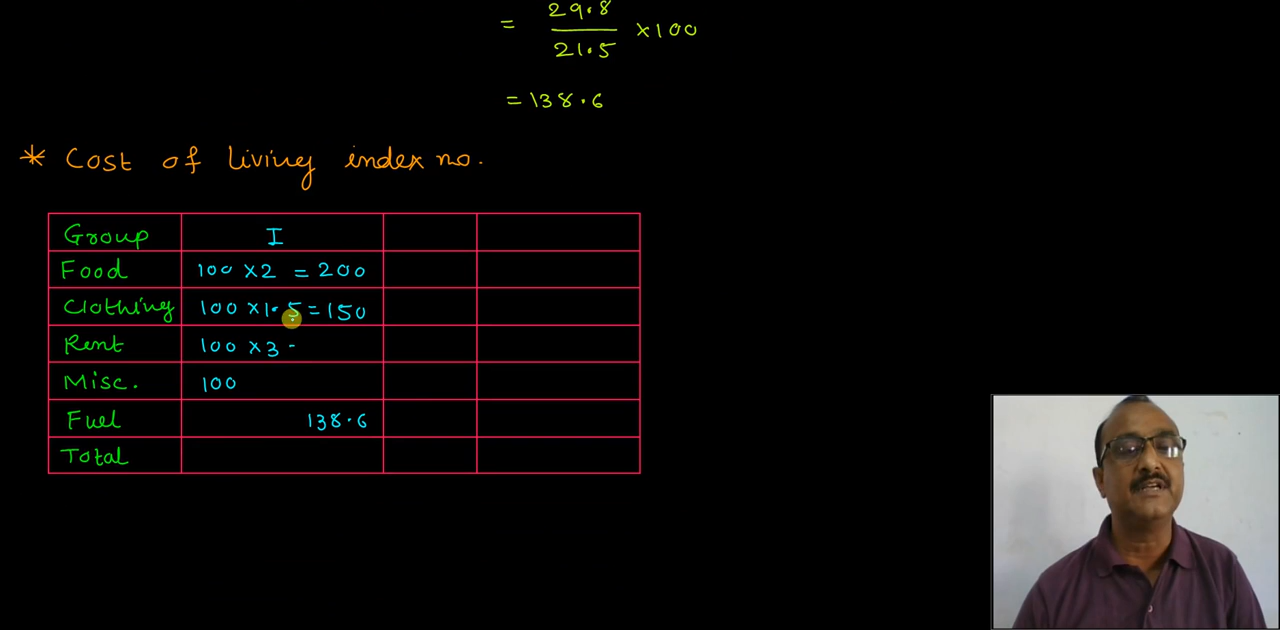 = 29.8 / 21.5 ×100
= 138.6
* Cost of living index no.
Group I
Food 100 ×2 = 200
Clothing 100 ×1.5 = 150
Rent 100 ×3 -
Misc. 100
Fuel 138.6
Total